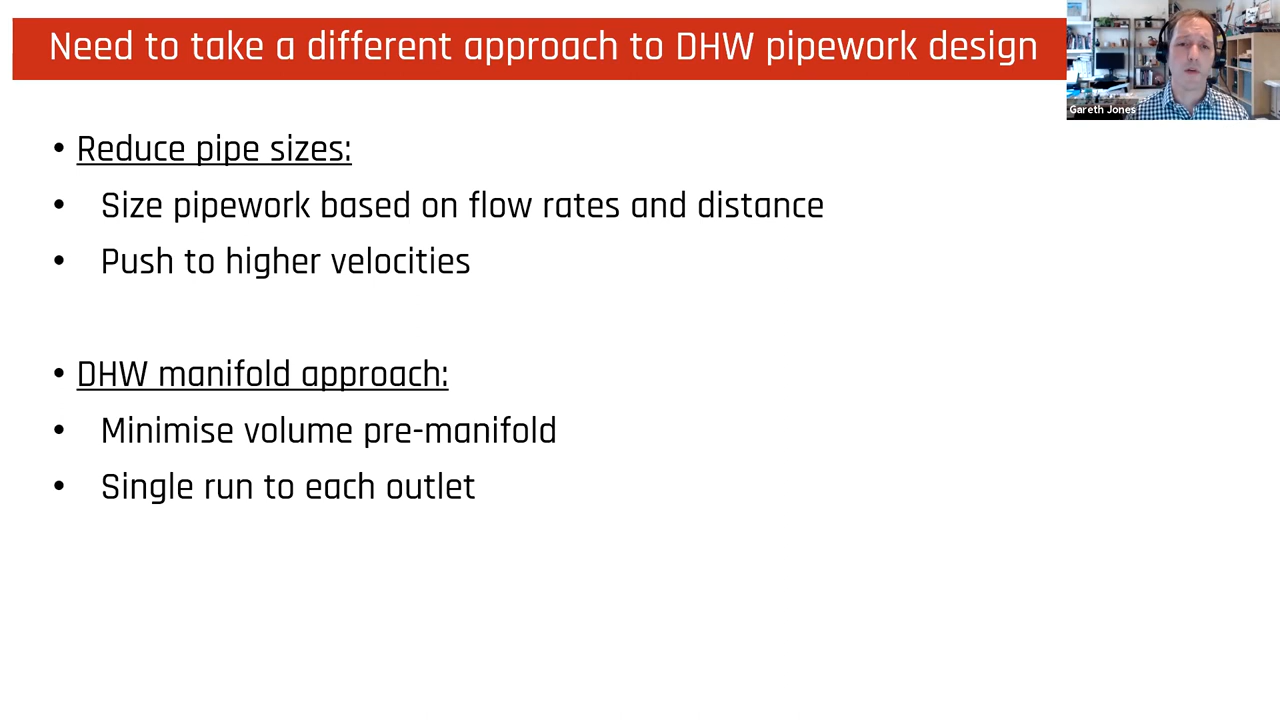 Need to take a different approach to DHW pipework design
Gareth Jones
• Reduce pipe sizes:
• Size pipework based on flow rates and distance
• Push to higher velocities
• DHW manifold approach:
• Minimise volume pre-manifold
• Single run to each outlet